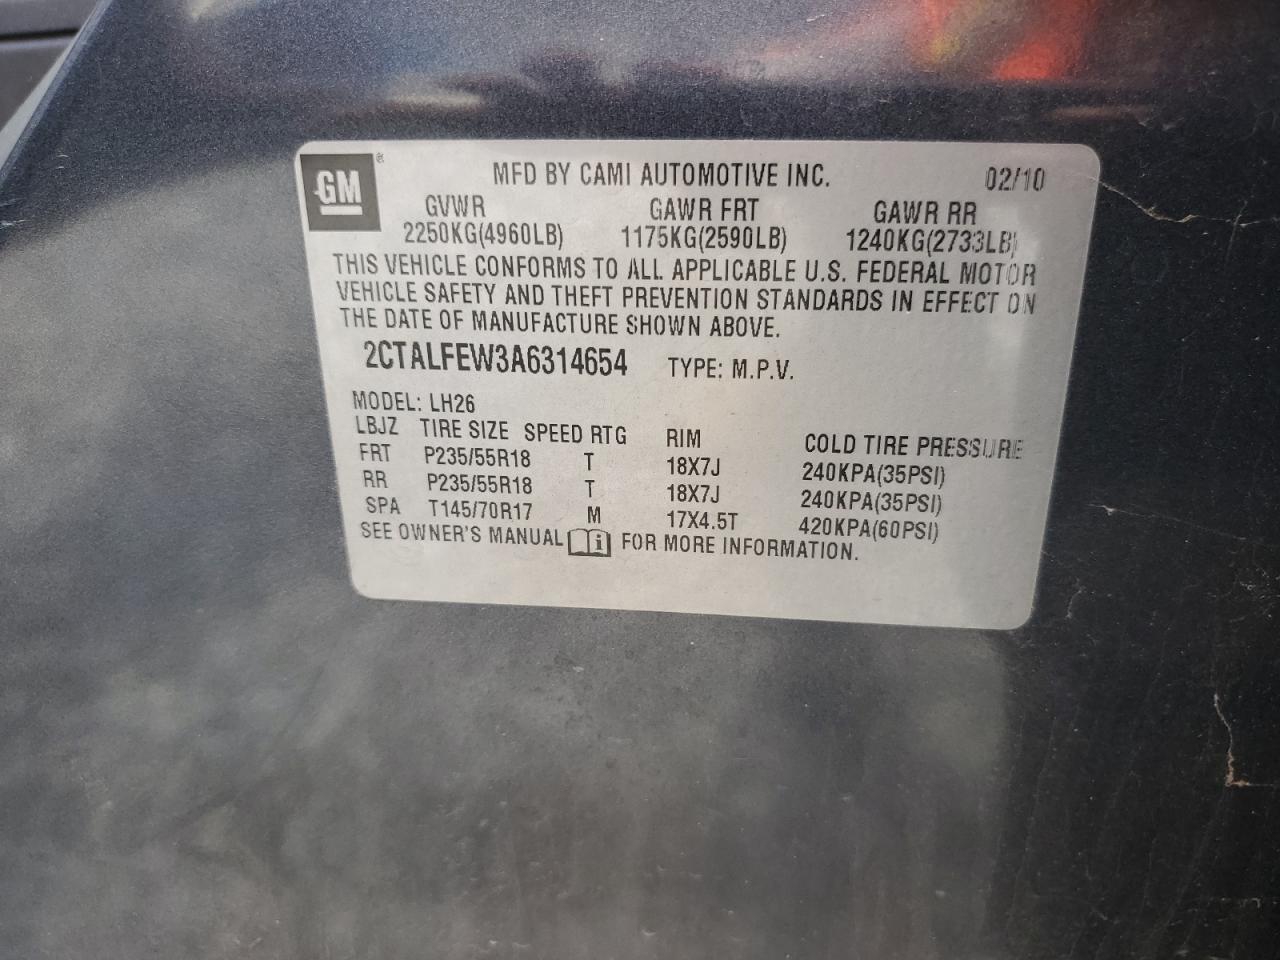 GM ®
MFD BY CAMI AUTOMOTIVE INC. 02/10
GVWR GAWR FRT GAWR RR
2250KG(4960LB) 1175KG(2590LB) 1240KG(2733LB)
THIS VEHICLE CONFORMS TO ALL APPLICABLE U.S. FEDERAL MOTOR
VEHICLE SAFETY AND THEFT PREVENTION STANDARDS IN EFFECT ON
THE DATE OF MANUFACTURE SHOWN ABOVE.
2CTALFEW3A6314654 TYPE: M.P.V.
MODEL: LH26
LBJZ TIRE SIZE SPEED RTG RIM COLD TIRE PRESSURE
FRT P235/55R18 T 18X7J 240KPA(35PSI)
RR P235/55R18 T 18X7J 240KPA(35PSI)
SPA T145/70R17 M 17X4.5T 420KPA(60PSI)
SEE OWNER'S MANUAL i FOR MORE INFORMATION.